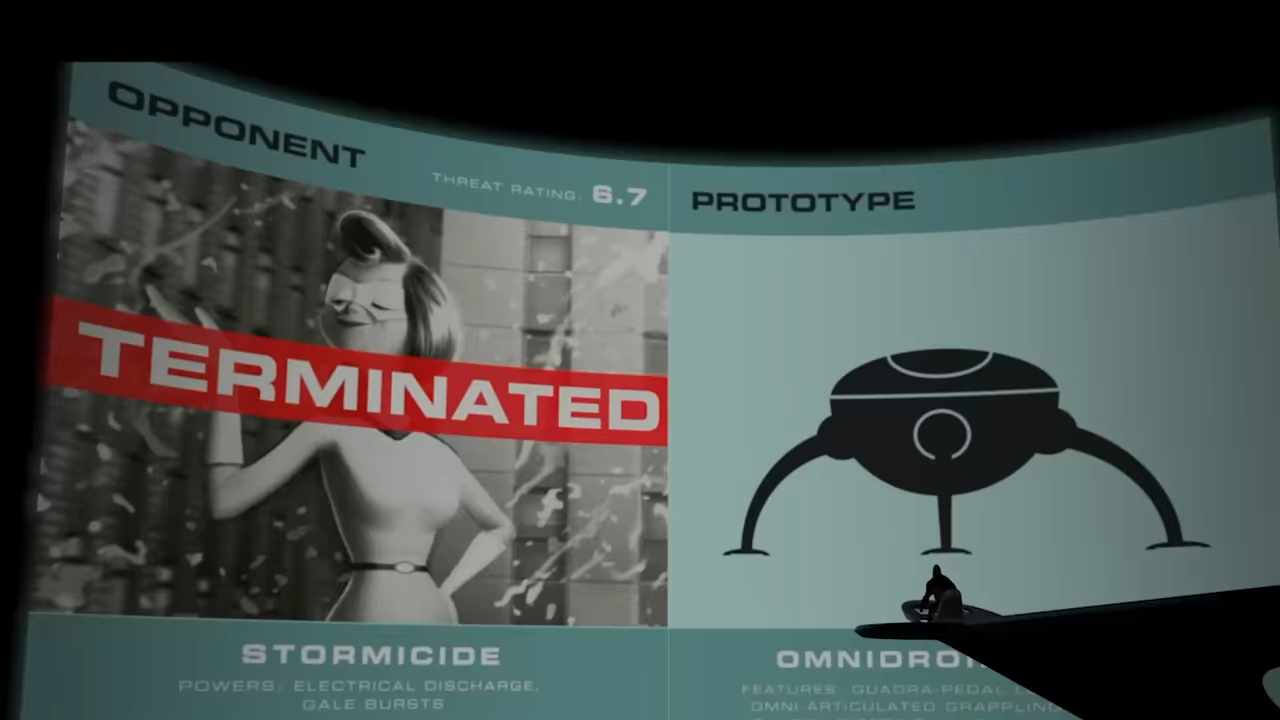 OPPONENT
THREAT RATING: 6.7
TERMINATED
STORMICIDE
POWERS: ELECTRICAL DISCHARGE,
GALE BURSTS
PROTOTYPE
FEATURES: QUADRA-PEDAL
OMNI-ARTICULATED GRAPPLING